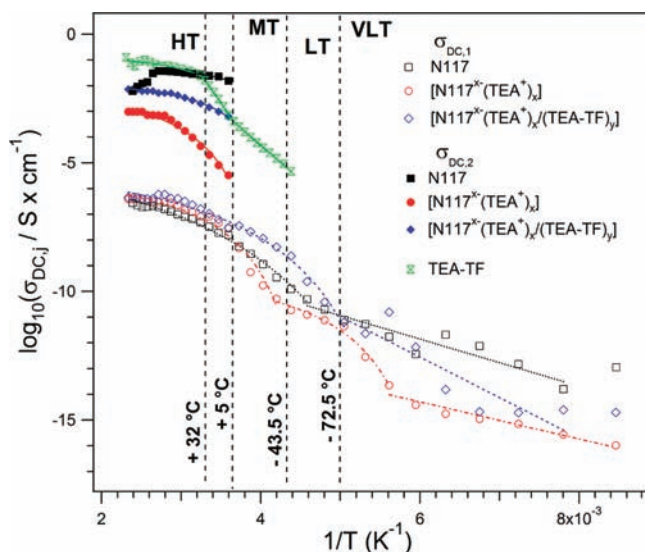 HT
MT
LT
VLT
σDC,1
N117
[N117ˣ⁻(TEA⁺)ₓ]
[N117ˣ⁻(TEA⁺)ₓ/(TEA-TF)ᵧ]
σDC,2
N117
[N117ˣ⁻(TEA⁺)ₓ]
[N117ˣ⁻(TEA⁺)ₓ/(TEA-TF)ᵧ]
TEA-TF
0
-5
-10
-15
log₁₀(σDC,j / S x cm⁻¹)
+ 32 °C
+ 5 °C
- 43.5 °C
- 72.5 °C
2
4
6
8x10⁻³
1/T (K⁻¹)